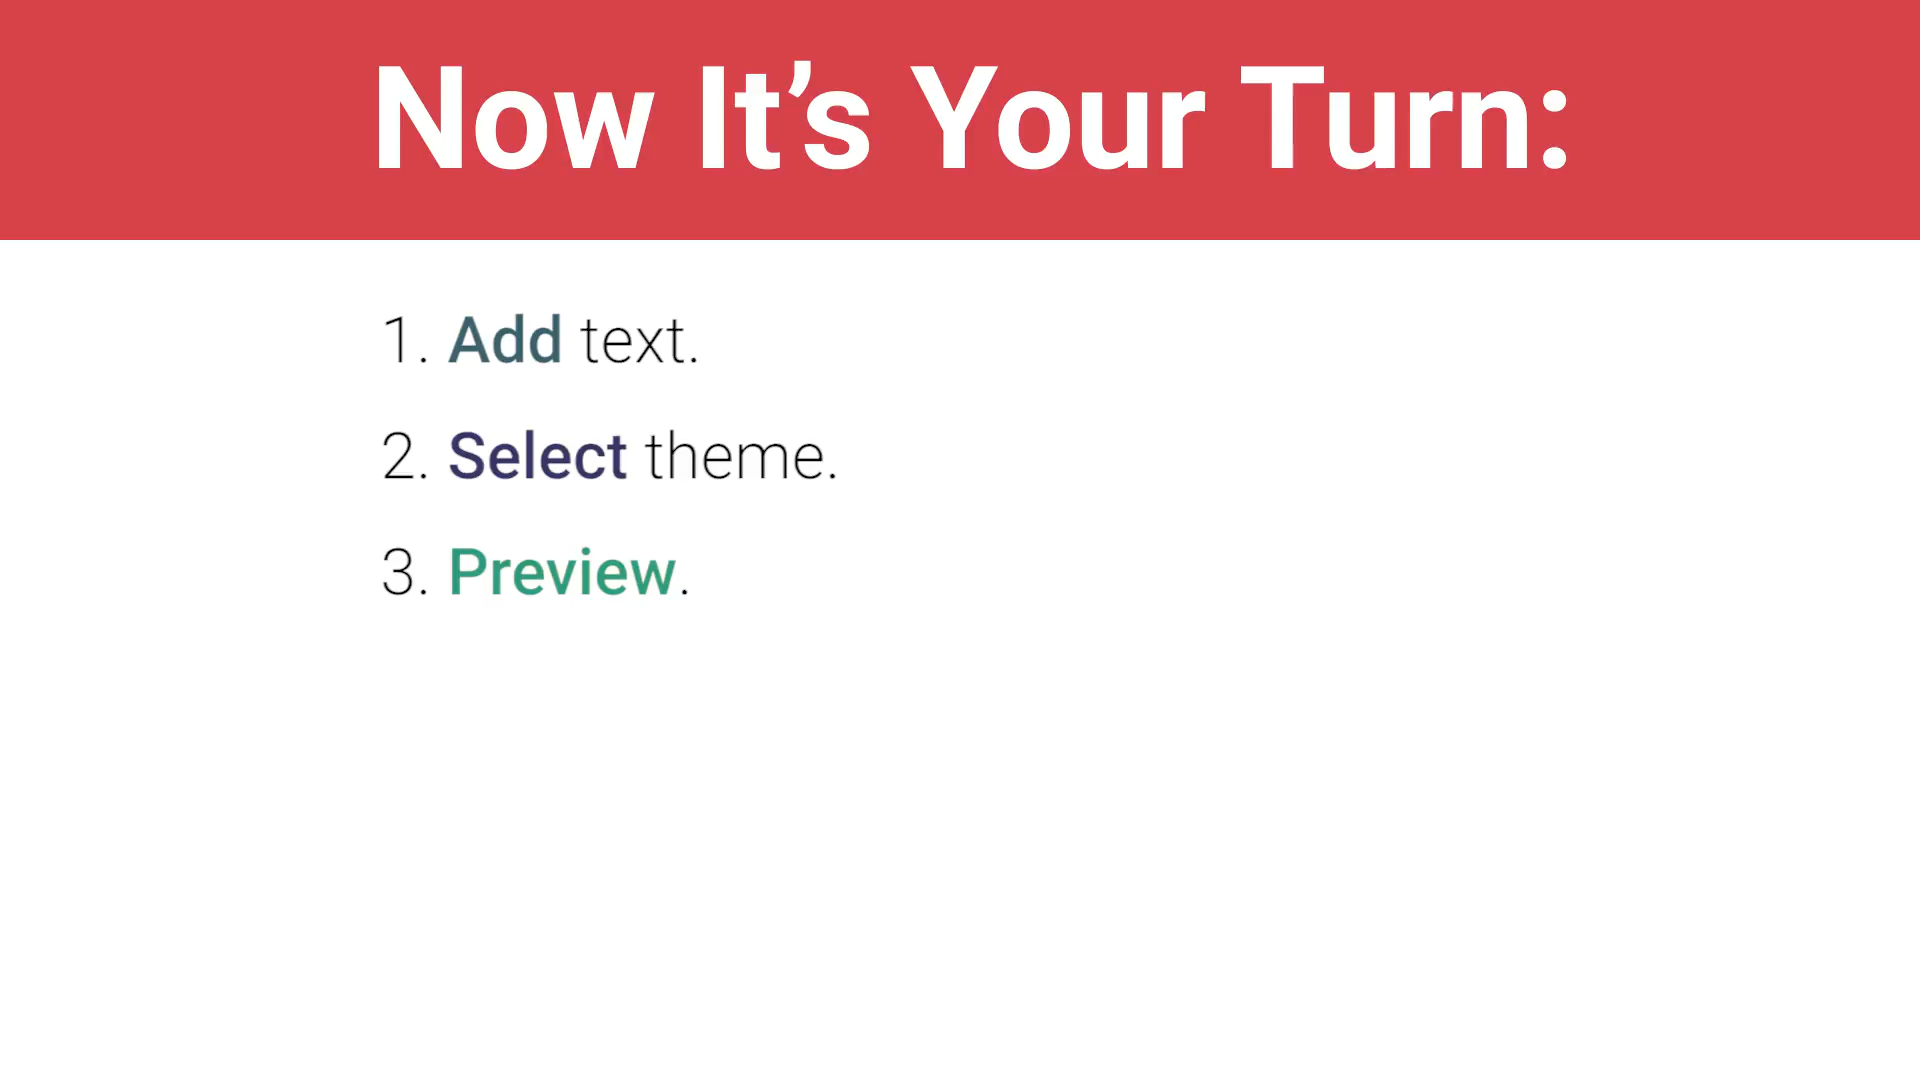 Now It’s Your Turn:
1. Add text.
2. Select theme.
3. Preview.